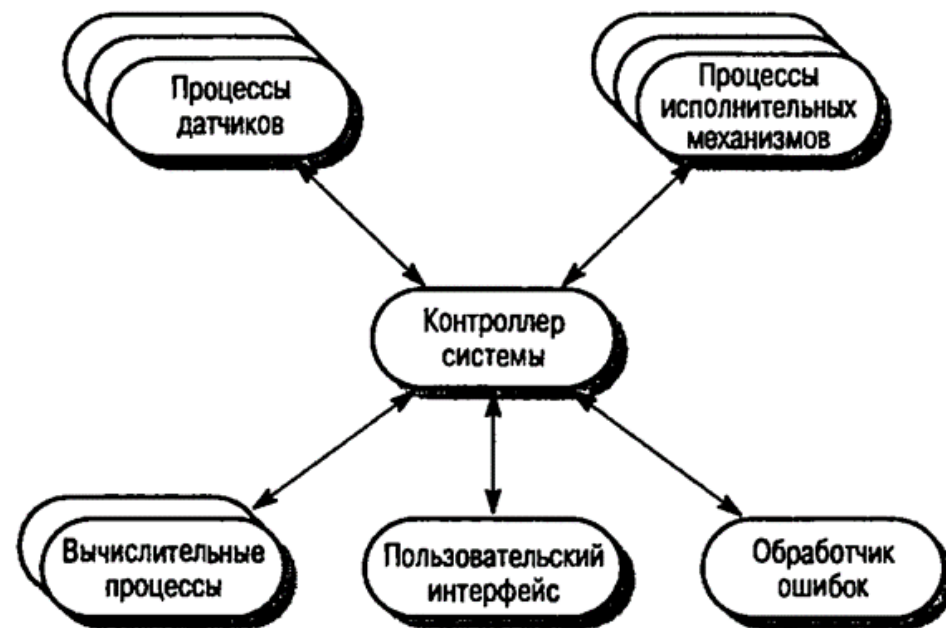 Процессы
датчиков
Процессы
исполнительных
механизмов
Контроллер
системы
Вычислительные
процессы
Пользовательский
интерфейс
Обработчик
ошибок